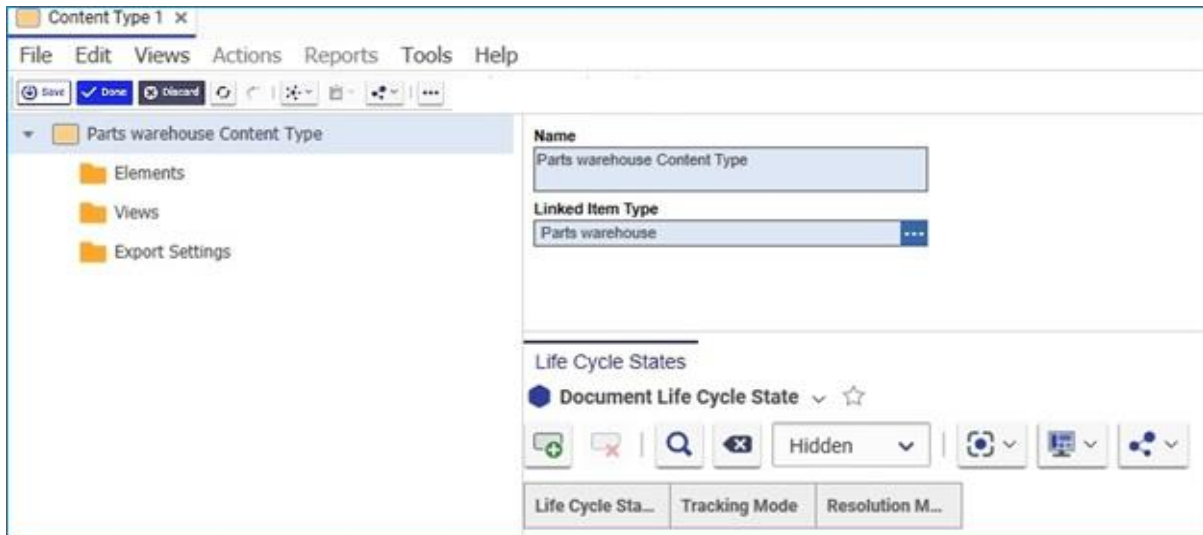 Content Type 1 ×
File Edit Views Actions Reports Tools Help
Save Done Discard
Parts warehouse Content Type
Elements
Views
Export Settings
Name
Parts warehouse Content Type
Linked Item Type
Parts warehouse
Life Cycle States
Document Life Cycle State
Hidden
Life Cycle Sta... Tracking Mode Resolution M...